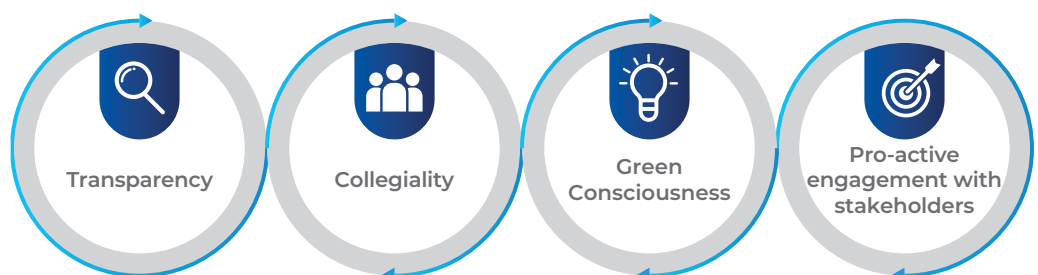 Transparency
Collegiality
Green
Consciousness
Pro-active
engagement with
stakeholders